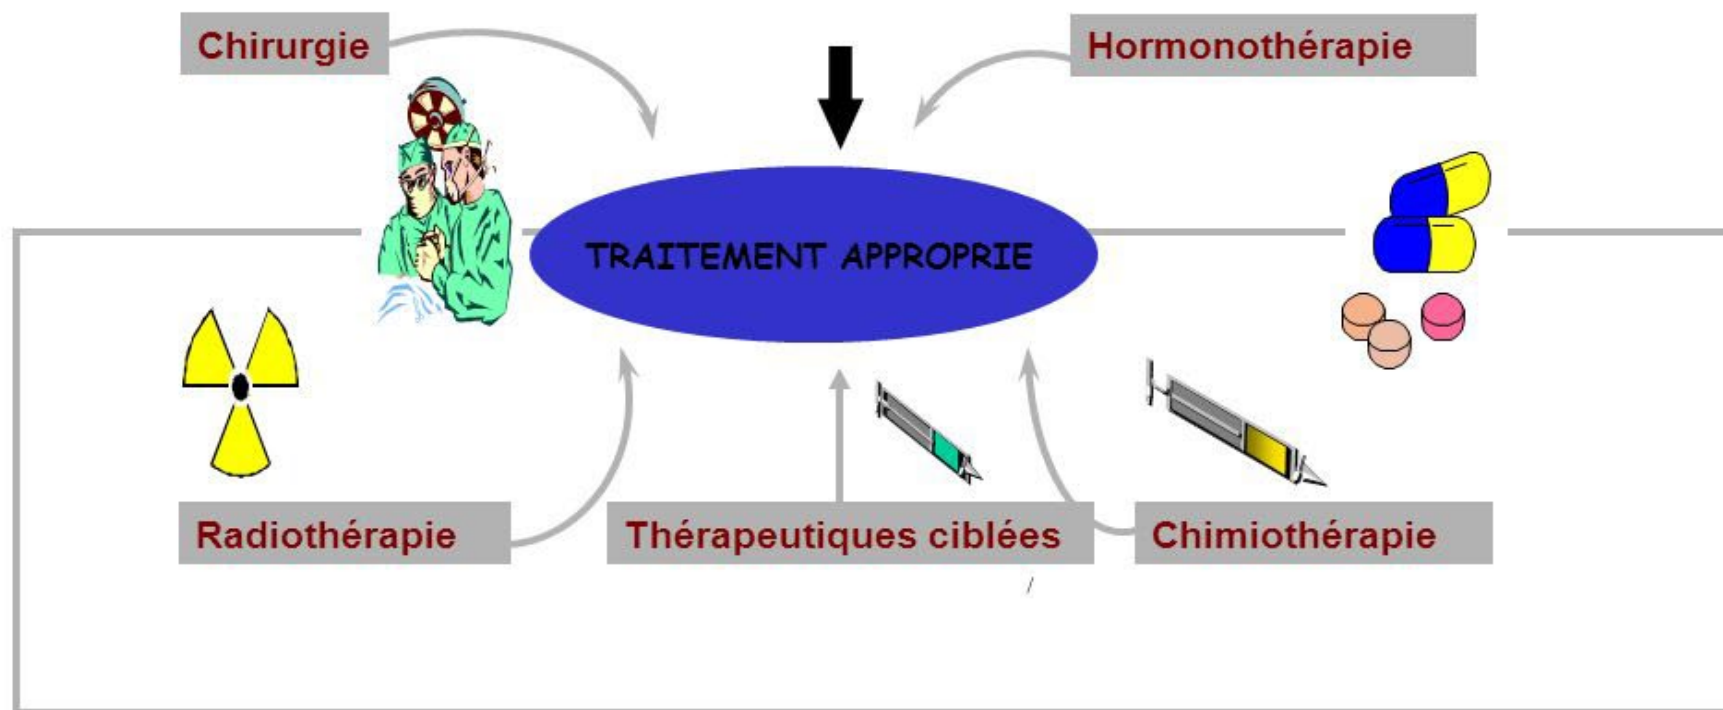 Chirurgie
Hormonothérapie
TRAITEMENT APPROPRIE
Radiothérapie
Thérapeutiques ciblées
Chimiothérapie
/